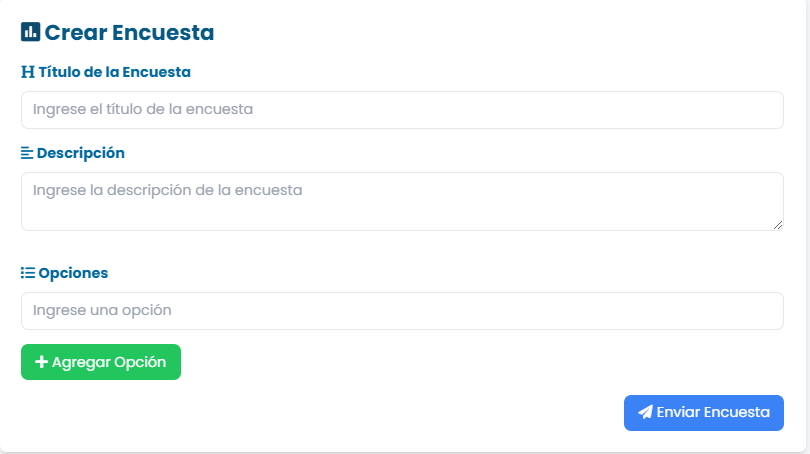 Crear Encuesta
Título de la Encuesta
Ingrese el título de la encuesta
Descripción
Ingrese la descripción de la encuesta
Opciones
Ingrese una opción
Agregar Opción
Enviar Encuesta